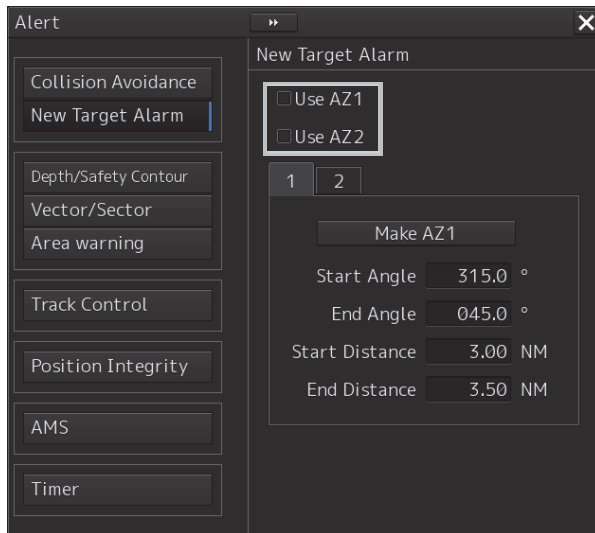 Alert
New Target Alarm
Collision Avoidance
New Target Alarm
Depth/Safety Contour
Vector/Sector
Area warning
Track Control
Position Integrity
AMS
Timer
Use AZ1
Use AZ2
1 2
Make AZ1
Start Angle 315.0 °
End Angle 045.0 °
Start Distance 3.00 NM
End Distance 3.50 NM